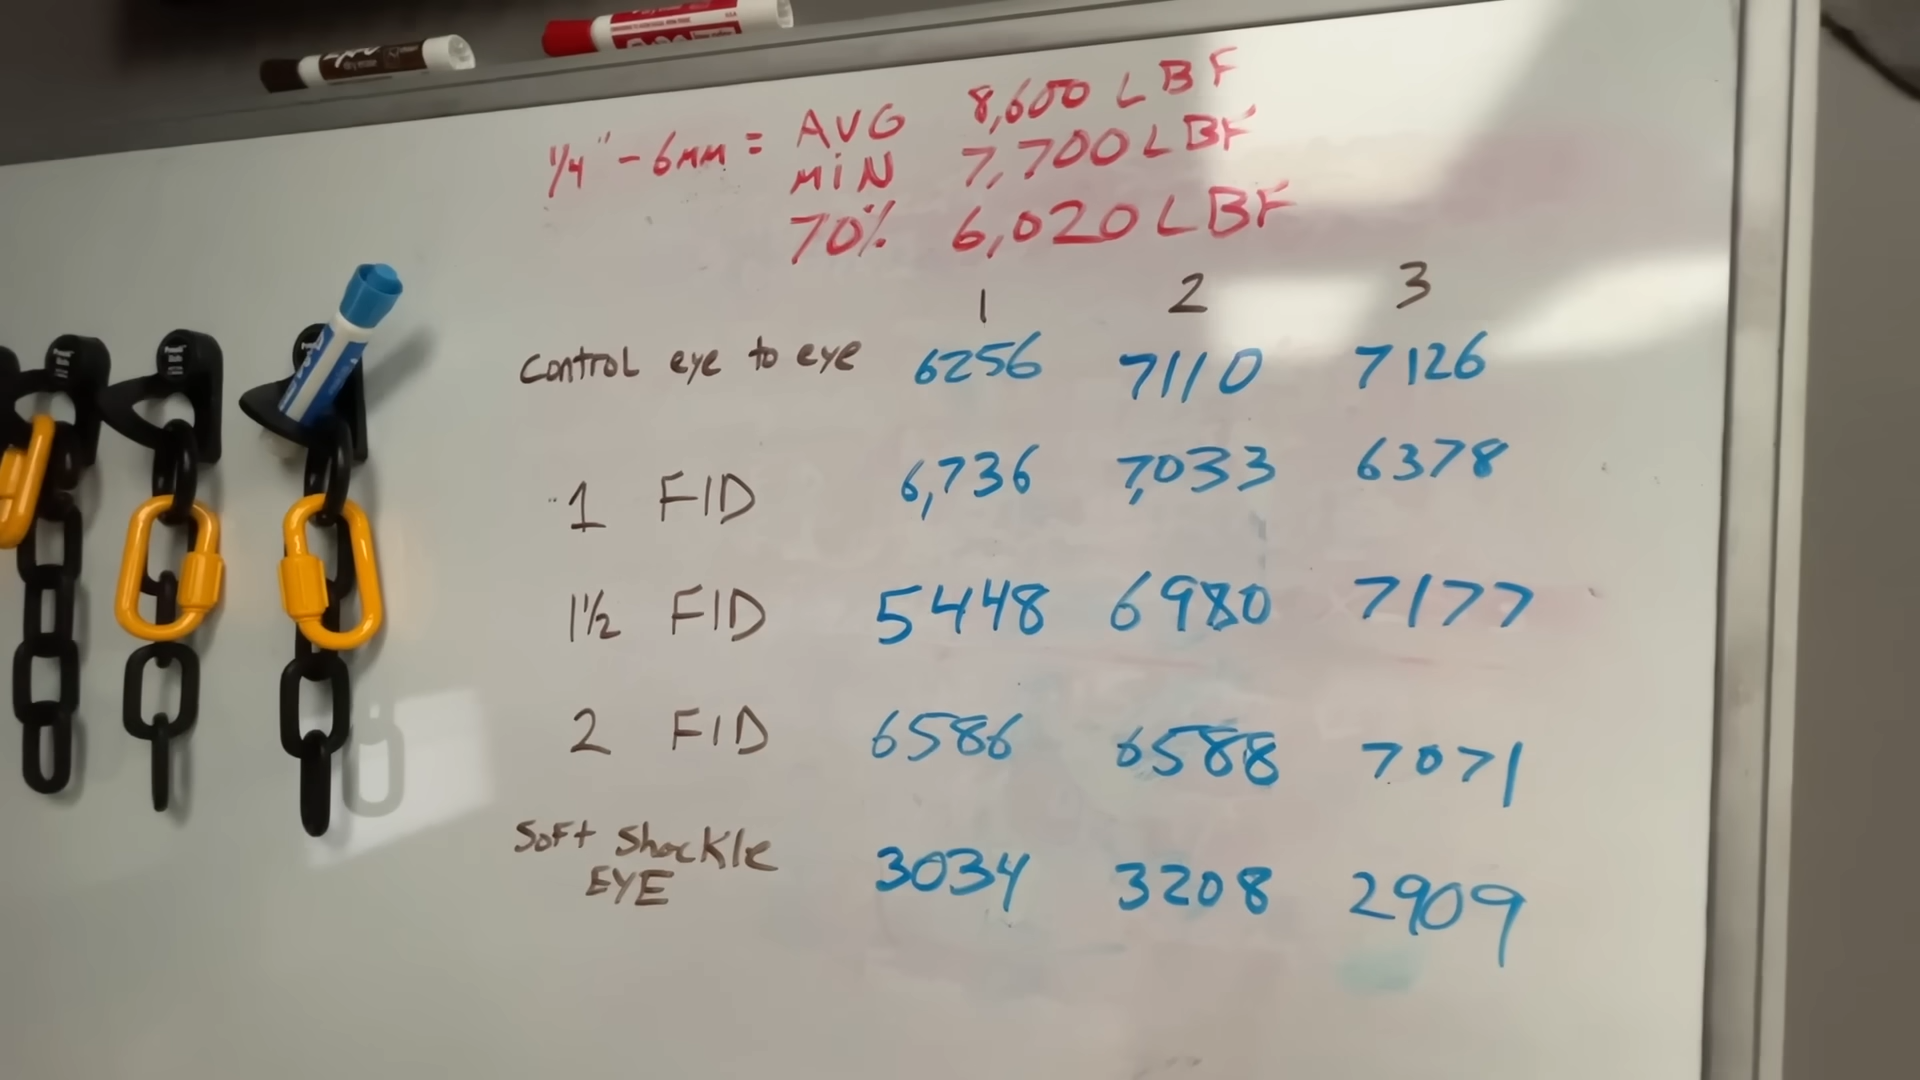 1/4" - 6mm = AVG 8,600 LBF
MIN 7,700 LBF
70% 6,020 LBF
1 2 3
control eye to eye 6256 7110 7126
1 FID 6,736 7,033 6378
1½ FID 5448 6980 7177
2 FID 6586 6588 7071
Soft Shackle EYE 3034 3208 2909